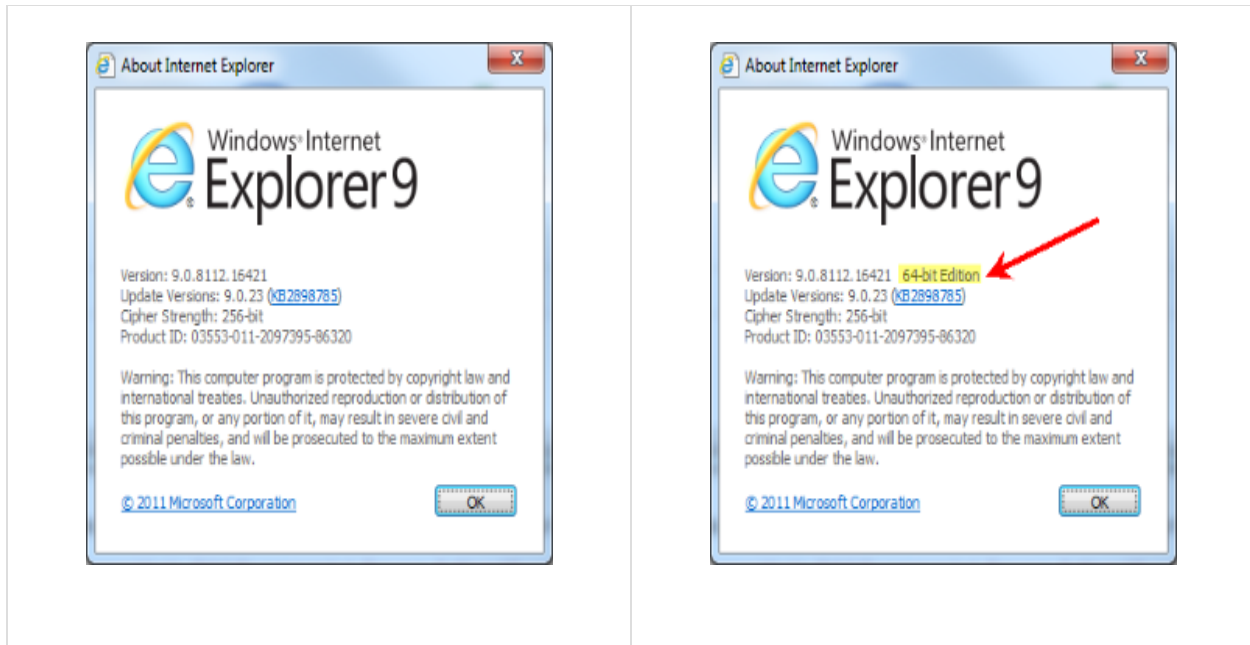 About Internet Explorer
Windows® Internet
Explorer 9
Version: 9.0.8112.16421
Update Versions: 9.0.23 (KB2898785)
Cipher Strength: 256-bit
Product ID: 03553-011-2097395-86320
Warning: This computer program is protected by copyright law and
international treaties. Unauthorized reproduction or distribution of
this program, or any portion of it, may result in severe civil and
criminal penalties, and will be prosecuted to the maximum extent
possible under the law.
© 2011 Microsoft Corporation
OK
About Internet Explorer
Windows® Internet
Explorer 9
Version: 9.0.8112.16421 64-bit Edition
Update Versions: 9.0.23 (KB2898785)
Cipher Strength: 256-bit
Product ID: 03553-011-2097395-86320
Warning: This computer program is protected by copyright law and
international treaties. Unauthorized reproduction or distribution of
this program, or any portion of it, may result in severe civil and
criminal penalties, and will be prosecuted to the maximum extent
possible under the law.
© 2011 Microsoft Corporation
OK